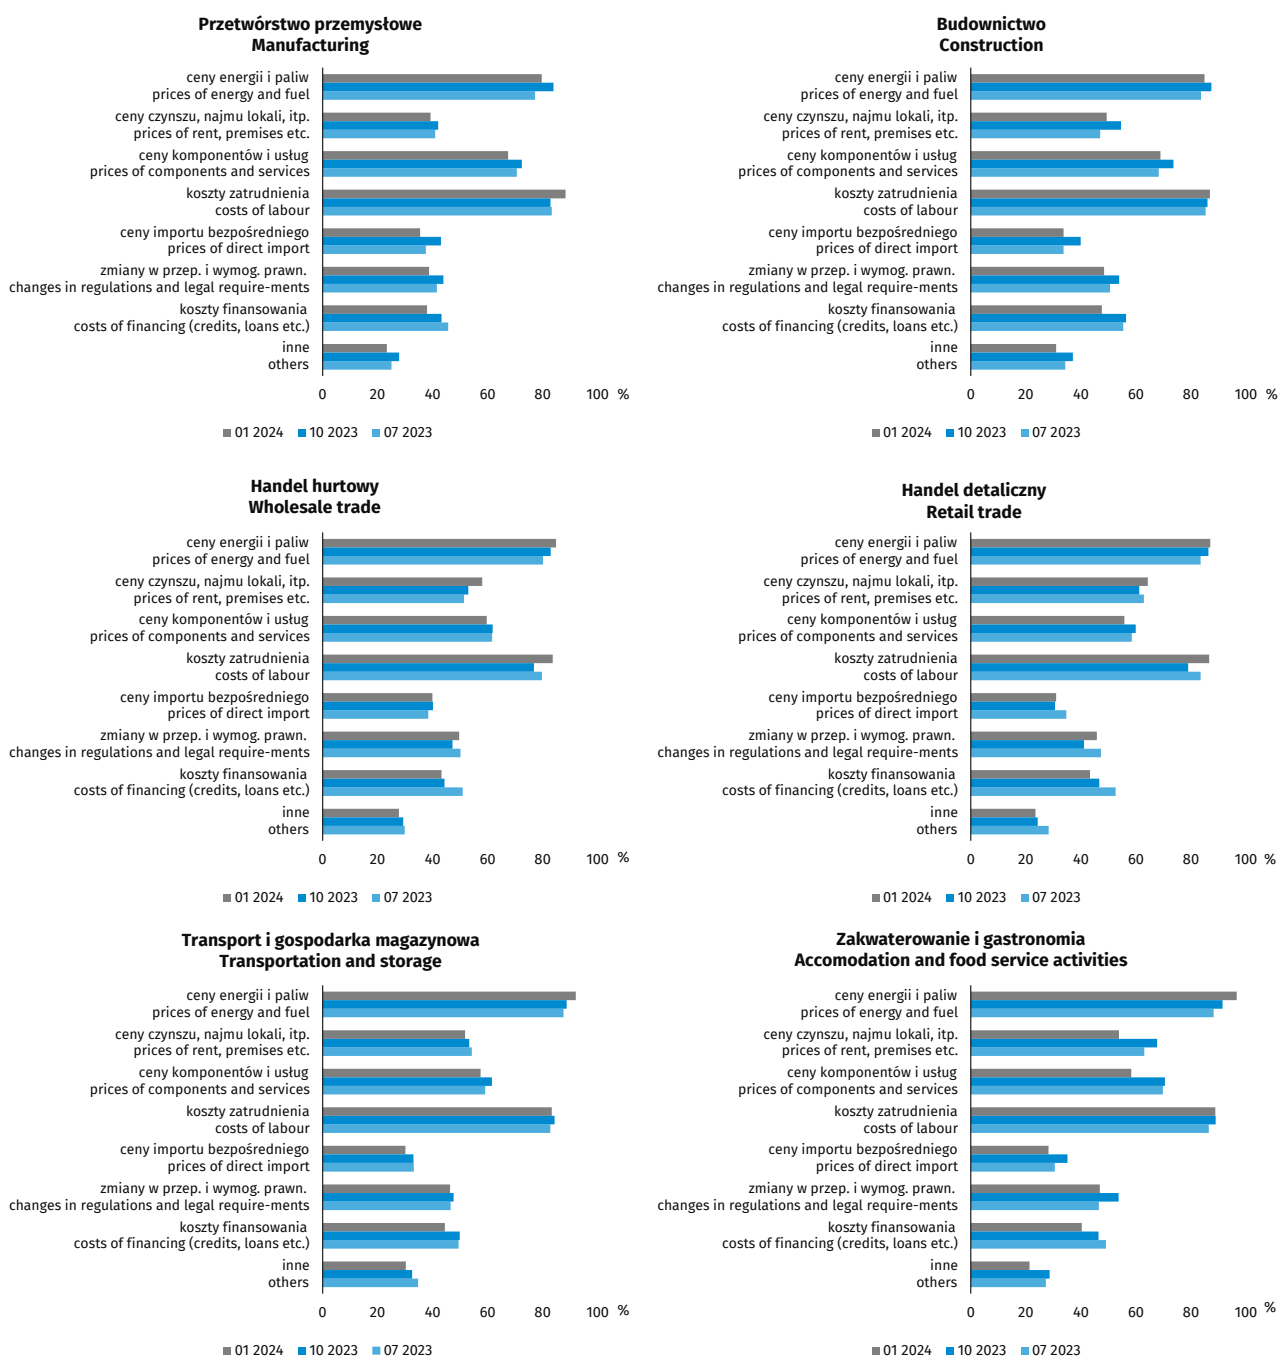 Przetwórstwo przemysłowe
Manufacturing
ceny energii i paliw
prices of energy and fuel
ceny czynszu, najmu lokali, itp.
prices of rent, premises etc.
ceny komponentów i usług
prices of components and services
koszty zatrudnienia
costs of labour
ceny importu bezpośredniego
prices of direct import
zmiany w przep. i wymog. prawn.
changes in regulations and legal require-ments
koszty finansowania
costs of financing (credits, loans etc.)
inne
others
0 20 40 60 80 100 %
01 2024 10 2023 07 2023
Budownictwo
Construction
ceny energii i paliw
prices of energy and fuel
ceny czynszu, najmu lokali, itp.
prices of rent, premises etc.
ceny komponentów i usług
prices of components and services
koszty zatrudnienia
costs of labour
ceny importu bezpośredniego
prices of direct import
zmiany w przep. i wymog. prawn.
changes in regulations and legal require-ments
koszty finansowania
costs of financing (credits, loans etc.)
inne
others
0 20 40 60 80 100 %
01 2024 10 2023 07 2023
Handel hurtowy
Wholesale trade
ceny energii i paliw
prices of energy and fuel
ceny czynszu, najmu lokali, itp.
prices of rent, premises etc.
ceny komponentów i usług
prices of components and services
koszty zatrudnienia
costs of labour
ceny importu bezpośredniego
prices of direct import
zmiany w przep. i wymog. prawn.
changes in regulations and legal require-ments
koszty finansowania
costs of financing (credits, loans etc.)
inne
others
0 20 40 60 80 100 %
01 2024 10 2023 07 2023
Handel detaliczny
Retail trade
ceny energii i paliw
prices of energy and fuel
ceny czynszu, najmu lokali, itp.
prices of rent, premises etc.
ceny komponentów i usług
prices of components and services
koszty zatrudnienia
costs of labour
ceny importu bezpośredniego
prices of direct import
zmiany w przep. i wymog. prawn.
changes in regulations and legal require-ments
koszty finansowania
costs of financing (credits, loans etc.)
inne
others
0 20 40 60 80 100 %
01 2024 10 2023 07 2023
Transport i gospodarka magazynowa
Transportation and storage
ceny energii i paliw
prices of energy and fuel
ceny czynszu, najmu lokali, itp.
prices of rent, premises etc.
ceny komponentów i usług
prices of components and services
koszty zatrudnienia
costs of labour
ceny importu bezpośredniego
prices of direct import
zmiany w przep. i wymog. prawn.
changes in regulations and legal require-ments
koszty finansowania
costs of financing (credits, loans etc.)
inne
others
0 20 40 60 80 100 %
01 2024 10 2023 07 2023
Zakwaterowanie i gastronomia
Accomodation and food service activities
ceny energii i paliw
prices of energy and fuel
ceny czynszu, najmu lokali, itp.
prices of rent, premises etc.
ceny komponentów i usług
prices of components and services
koszty zatrudnienia
costs of labour
ceny importu bezpośredniego
prices of direct import
zmiany w przep. i wymog. prawn.
changes in regulations and legal require-ments
koszty finansowania
costs of financing (credits, loans etc.)
inne
others
0 20 40 60 80 100 %
01 2024 10 2023 07 2023